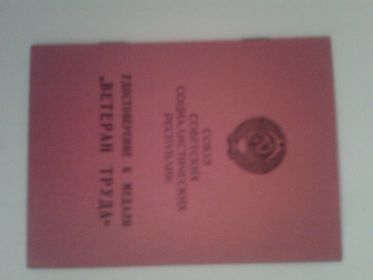 СОЮЗ
СОВЕТСКИХ
СОЦИАЛИСТИЧЕСКИХ
РЕСПУБЛИК
УДОСТОВЕРЕНИЕ К МЕДАЛИ
„ВЕТЕРАН ТРУДА“